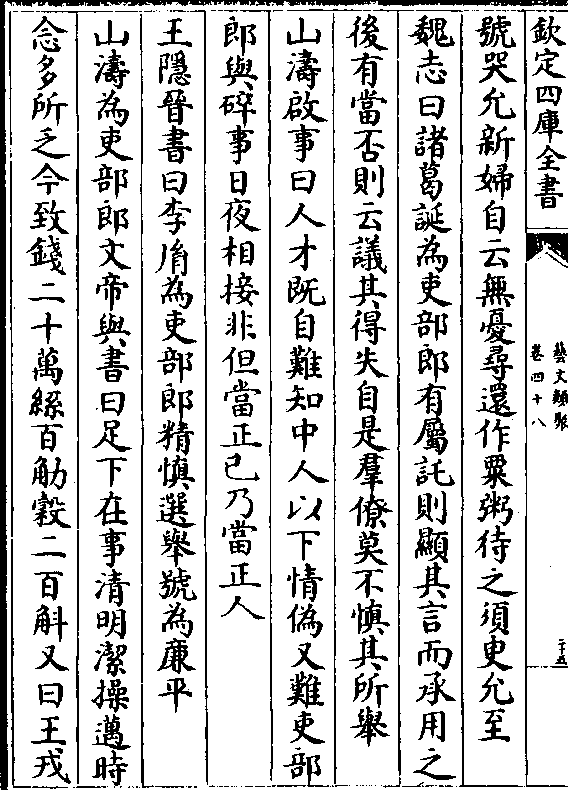 欽定四庫全書
藝文類聚
卷四十八
二十五
號哭允新婦自云無憂尋還作粟粥待之須吏允至
魏志曰諸葛誕為吏部郎有屬託則顯其言而承用之
後有當否則云議其得失自是羣僚莫不慎其所舉
山濤啟事曰人才既自難知中人以下情偽又難吏部
郎與碎事日夜相接非但當正己乃當正人
王隱晉書曰李胤為吏部郎精慎選舉號為廉平
山濤為吏部郎文帝與書曰足下在事清明潔操邁時
念多所乏今致錢二十萬絲百觔穀二百斛又曰王戎